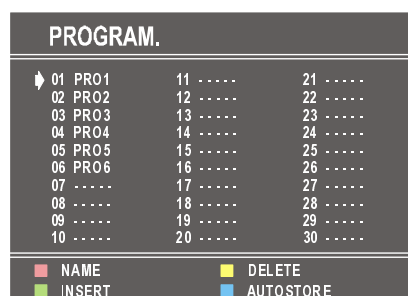 PROGRAM.
01 PRO1 11 ----- 21 -----
02 PRO2 12 ----- 22 -----
03 PRO3 13 ----- 23 -----
04 PRO4 14 ----- 24 -----
05 PRO5 15 ----- 25 -----
06 PRO6 16 ----- 26 -----
07 ----- 17 ----- 27 -----
08 ----- 18 ----- 28 -----
09 ----- 19 ----- 29 -----
10 ----- 20 ----- 30 -----
NAME DELETE
INSERT AUTOSTORE